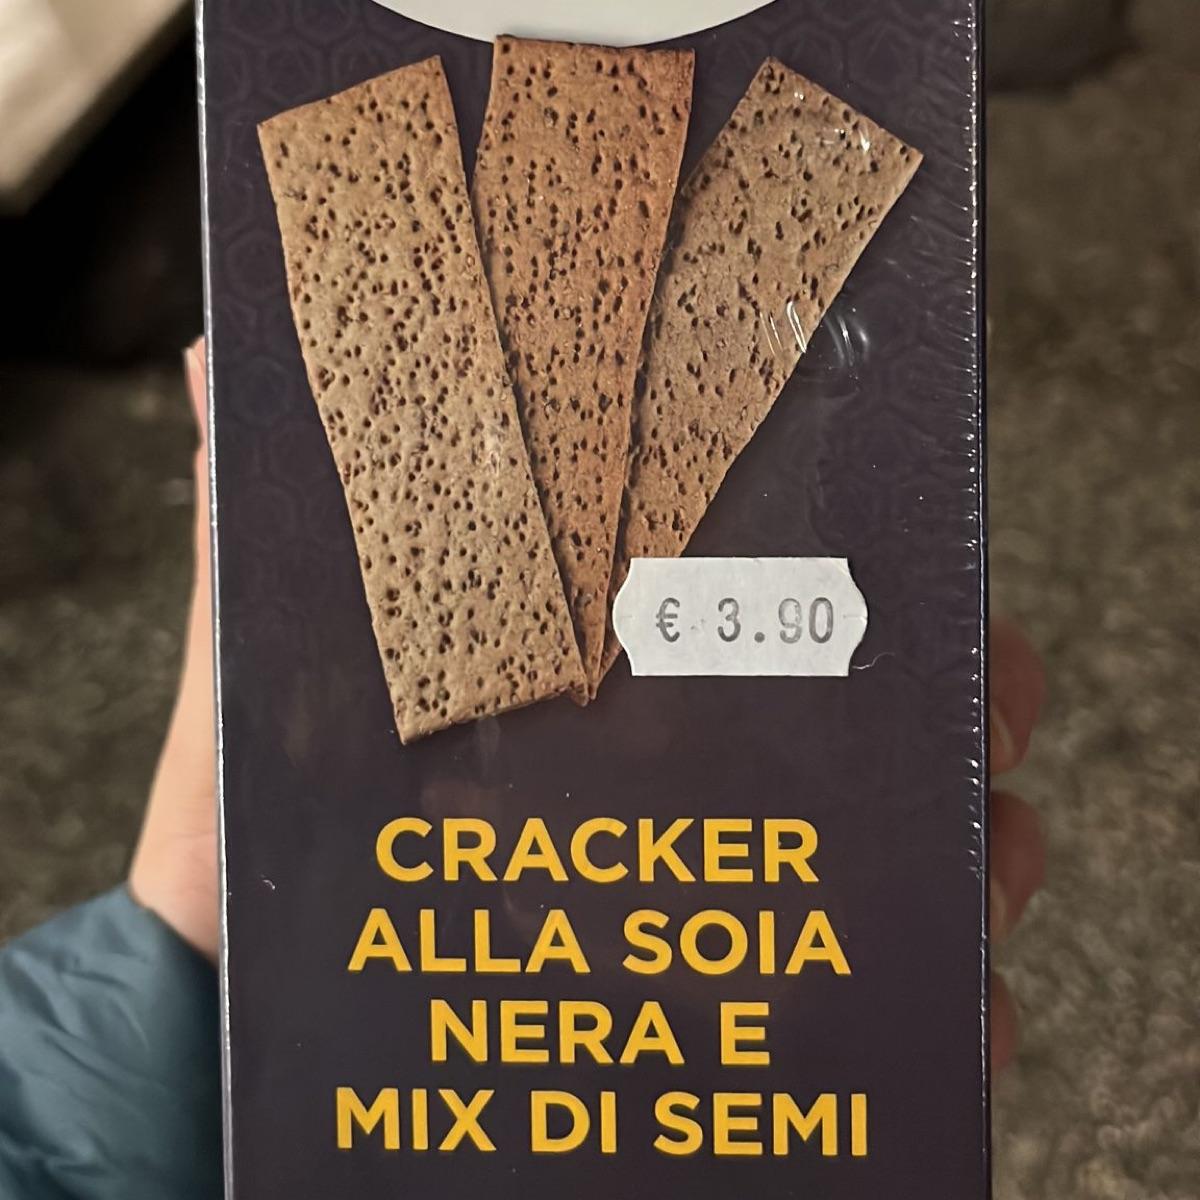 € 3.90
CRACKER
ALLA SOIA
NERA E
MIX DI SEMI